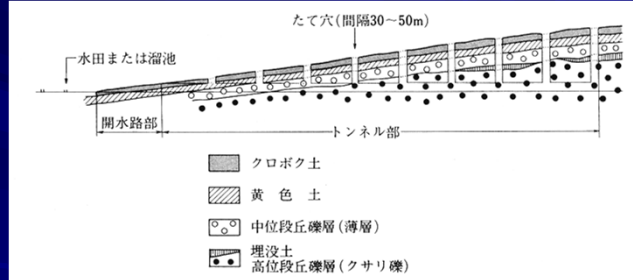 たて穴(間隔30～50m)
水田または溜池
開水路部
トンネル部
クロボク土
黄色土
中位段丘礫層(薄層)
埋没土
高位段丘礫層(クサリ礫)